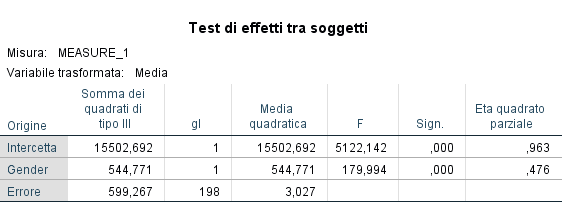 Test di effetti tra soggetti
Misura: MEASURE_1
Variabile trasformata: Media
Origine Somma dei quadrati di tipo III gl Media quadratica F Sign. Eta quadrato parziale
Intercetta 15502,692 1 15502,692 5122,142 ,000 ,963
Gender 544,771 1 544,771 179,994 ,000 ,476
Errore 599,267 198 3,027